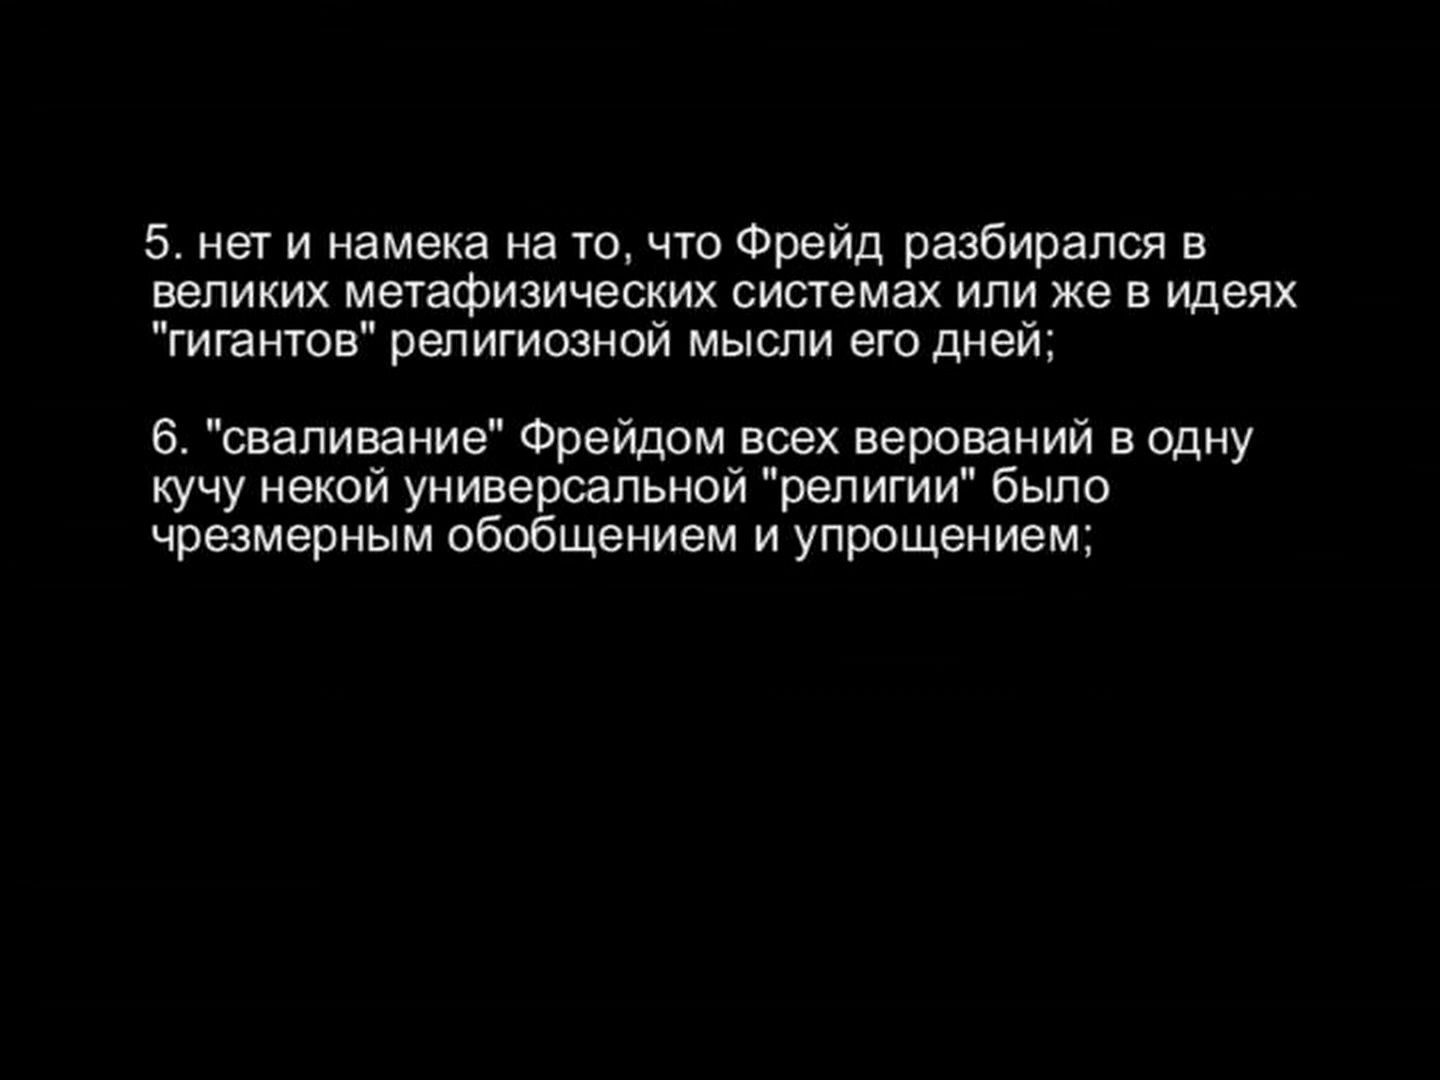 5. нет и намека на то, что Фрейд разбирался в
великих метафизических системах или же в идеях
"гигантов" религиозной мысли его дней;
6. "сваливание" Фрейдом всех верований в одну
кучу некой универсальной "религии" было
чрезмерным обобщением и упрощением;